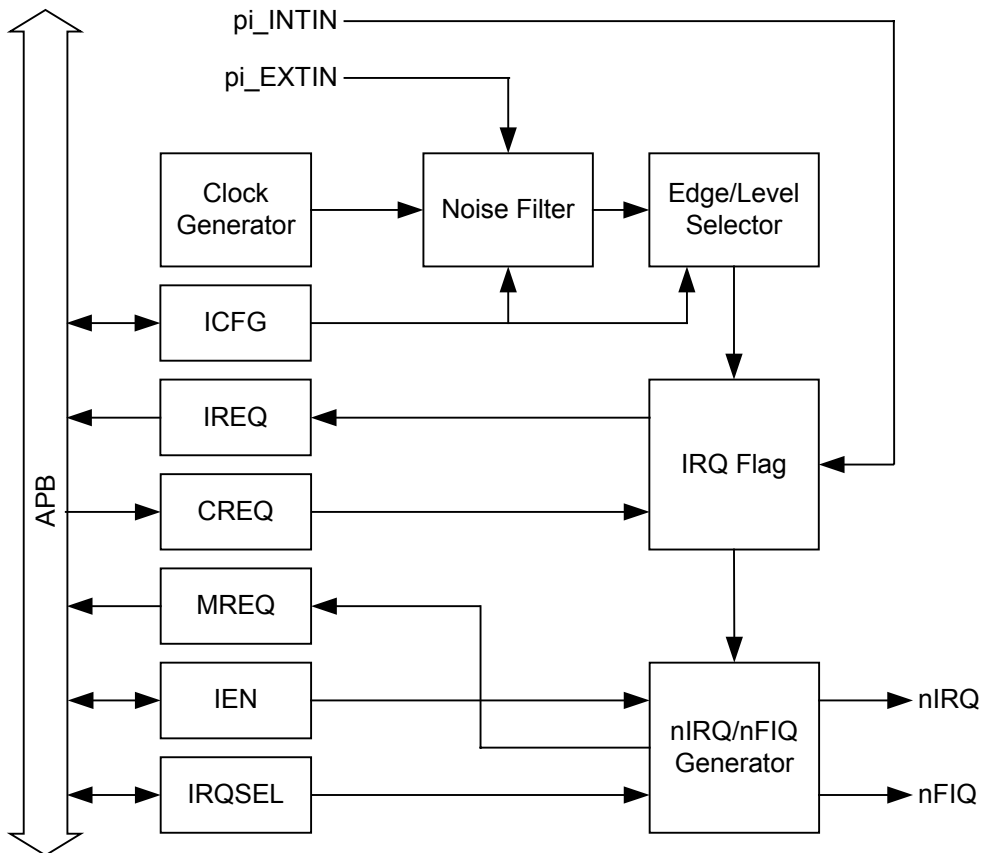 pi_INTIN
pi_EXTIN
Clock
Generator
Noise Filter
Edge/Level
Selector
ICFG
IREQ
IRQ Flag
APB
CREQ
MREQ
IEN
nIRQ/nFIQ
Generator
nIRQ
IRQSEL
nFIQ